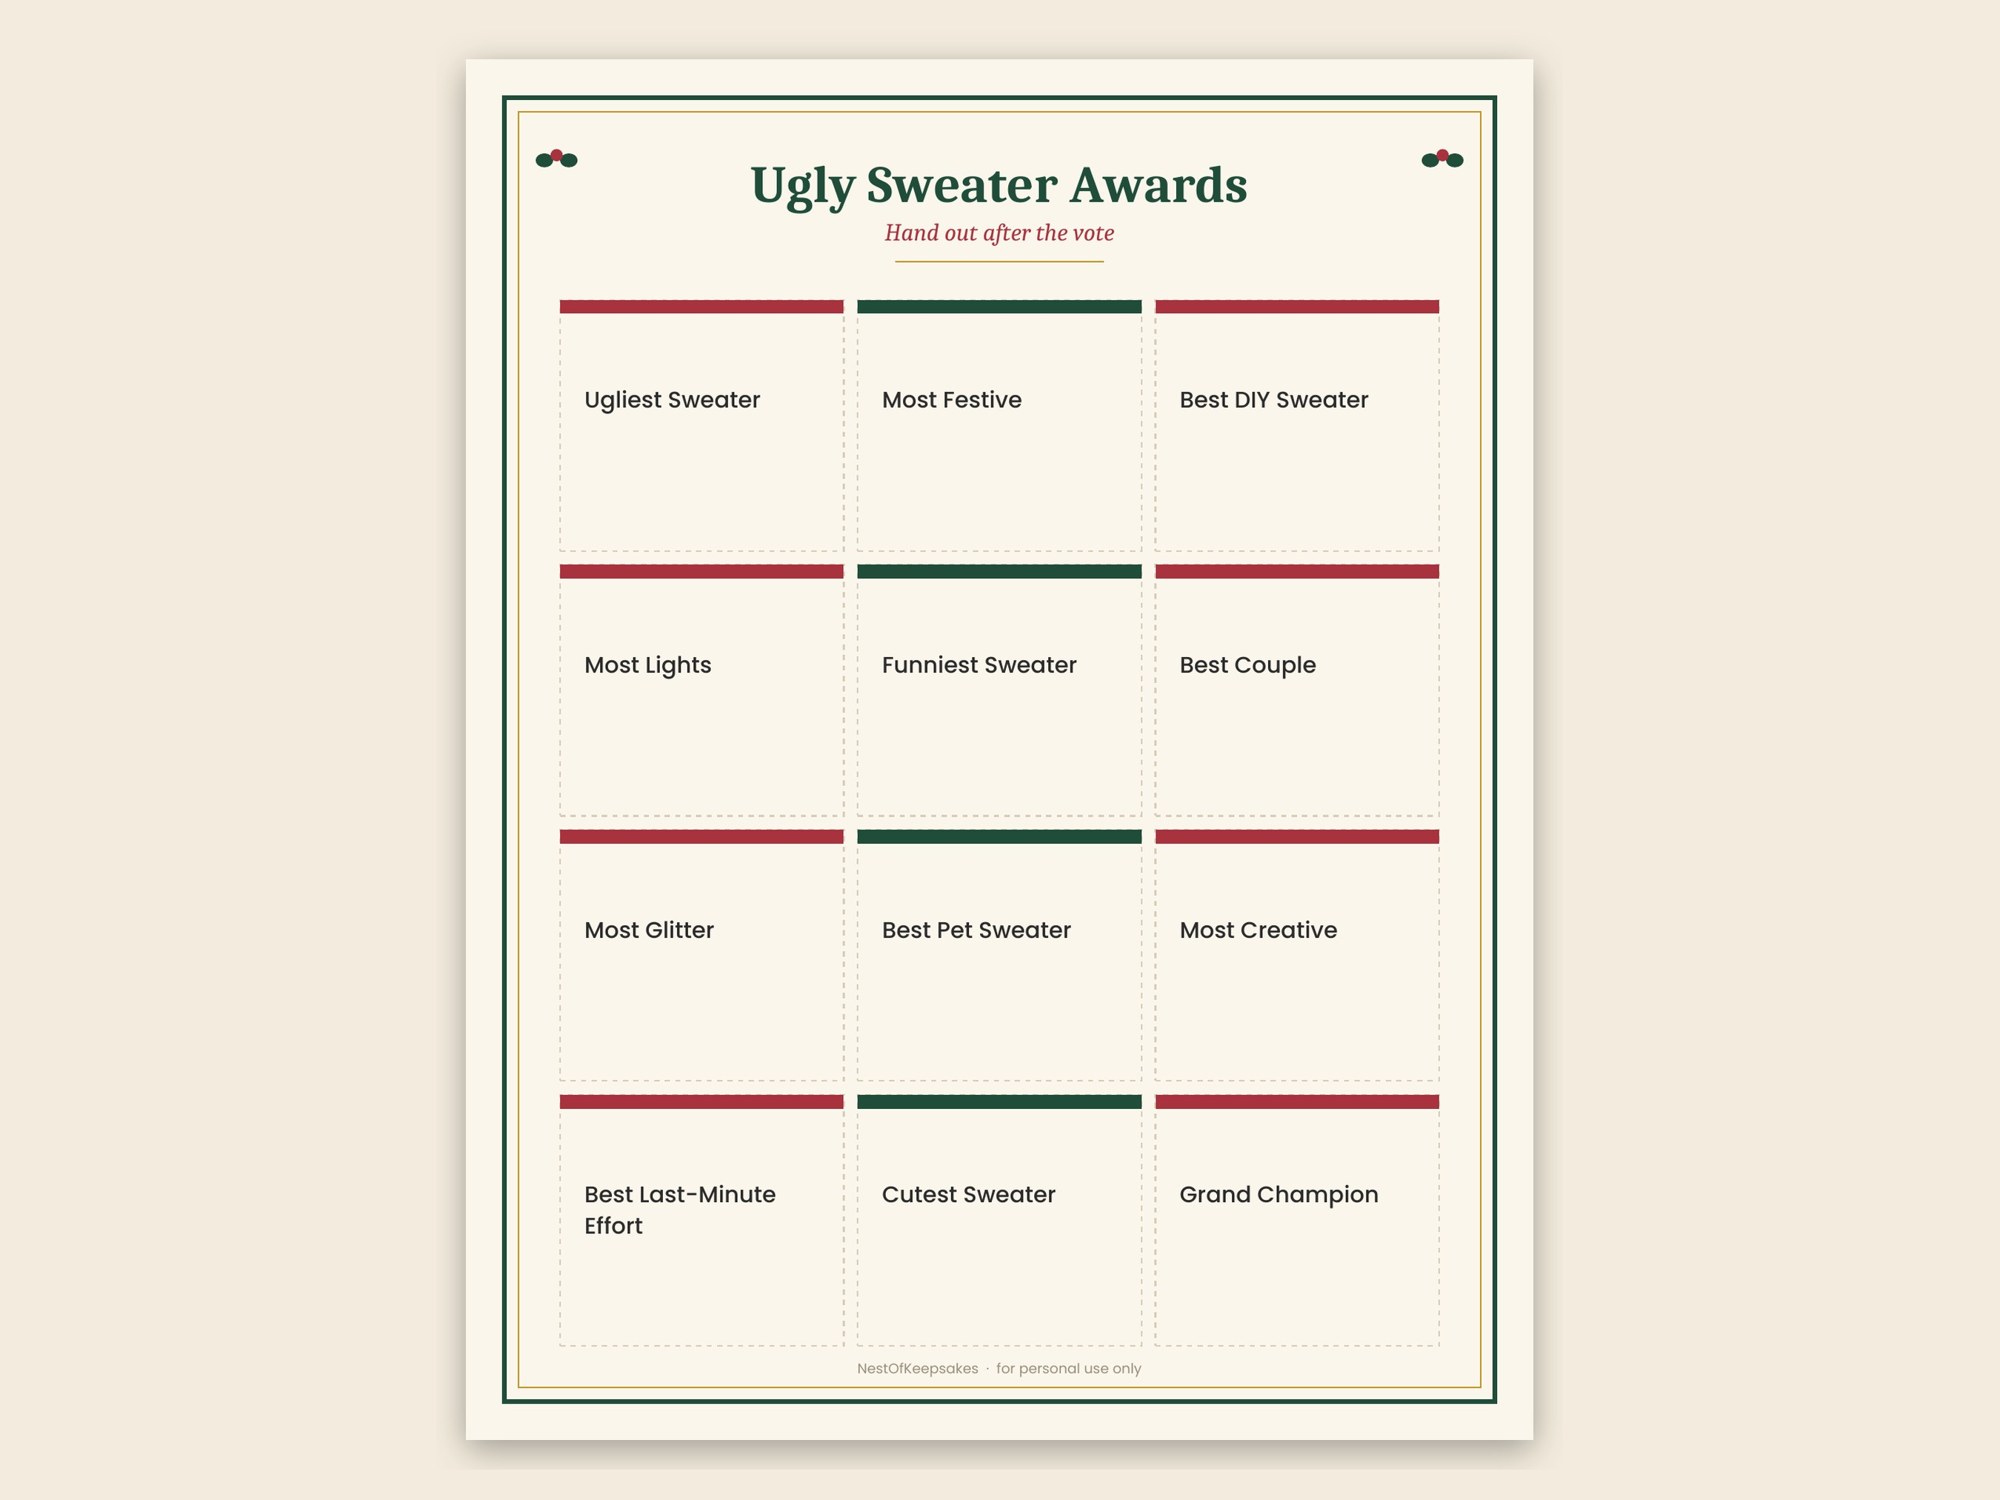 Ugly Sweater Awards
Hand out after the vote
Ugliest Sweater
Most Festive
Best DIY Sweater
Most Lights
Funniest Sweater
Best Couple
Most Glitter
Best Pet Sweater
Most Creative
Best Last-Minute
Effort
Cutest Sweater
Grand Champion
NestOfKeepsakes · for personal use only